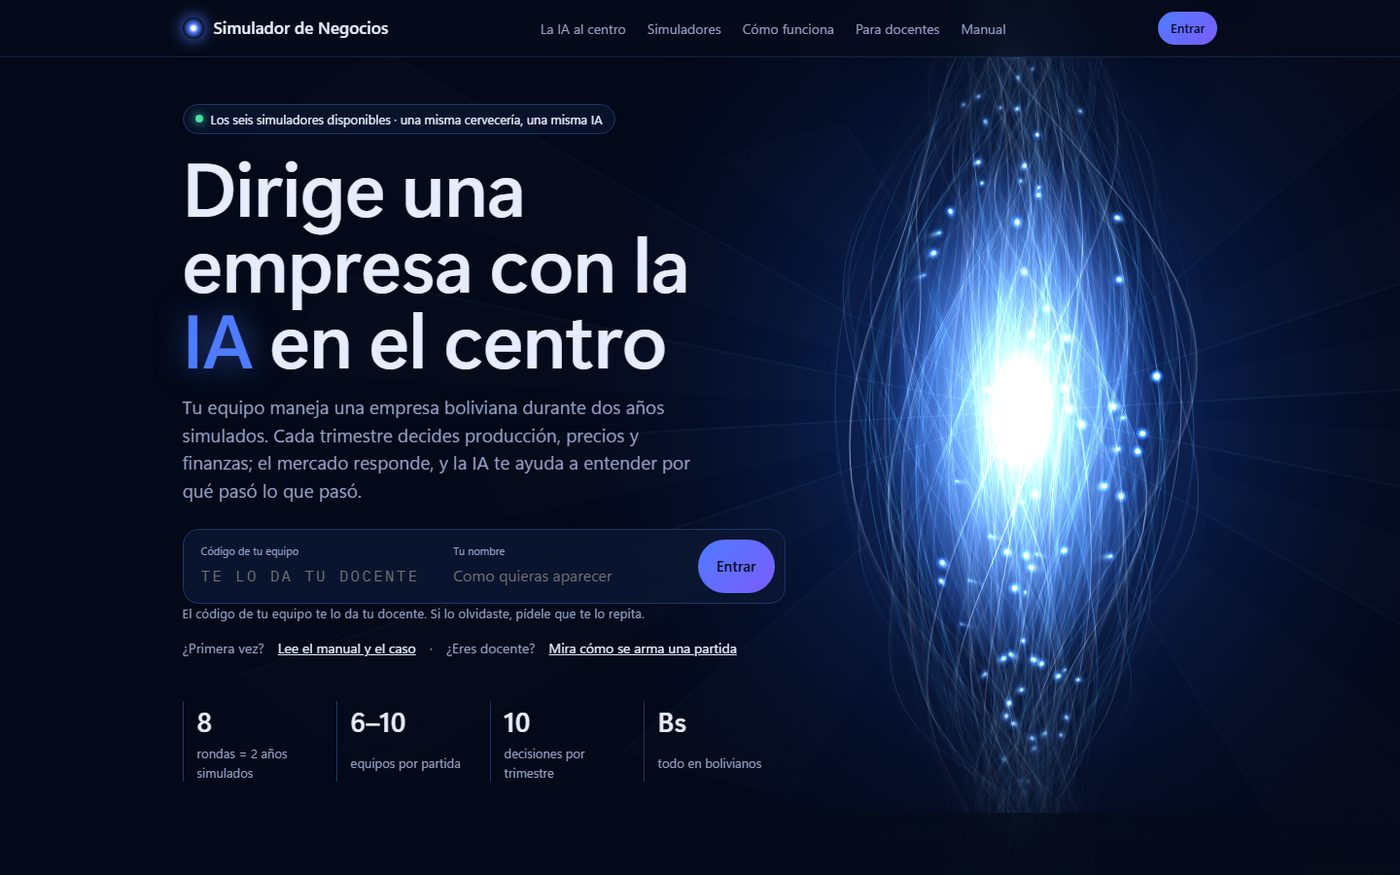 Simulador de Negocios
La IA al centro
Simuladores
Cómo funciona
Para docentes
Manual
Entrar
Los seis simuladores disponibles · una misma cervecería, una misma IA
Dirige una
empresa con la
IA en el centro
Tu equipo maneja una empresa boliviana durante dos años
simulados. Cada trimestre decides producción, precios y
finanzas; el mercado responde, y la IA te ayuda a entender por
qué pasó lo que pasó.
Código de tu equipo
TE LO DA TU DOCENTE
Tu nombre
Como quieras aparecer
Entrar
El código de tu equipo te lo da tu docente. Si lo olvidaste, pídele que te lo repita.
¿Primera vez? Lee el manual y el caso · ¿Eres docente? Mira cómo se arma una partida
8
rondas = 2 años
simulados
6–10
equipos por partida
10
decisiones por
trimestre
Bs
todo en bolivianos